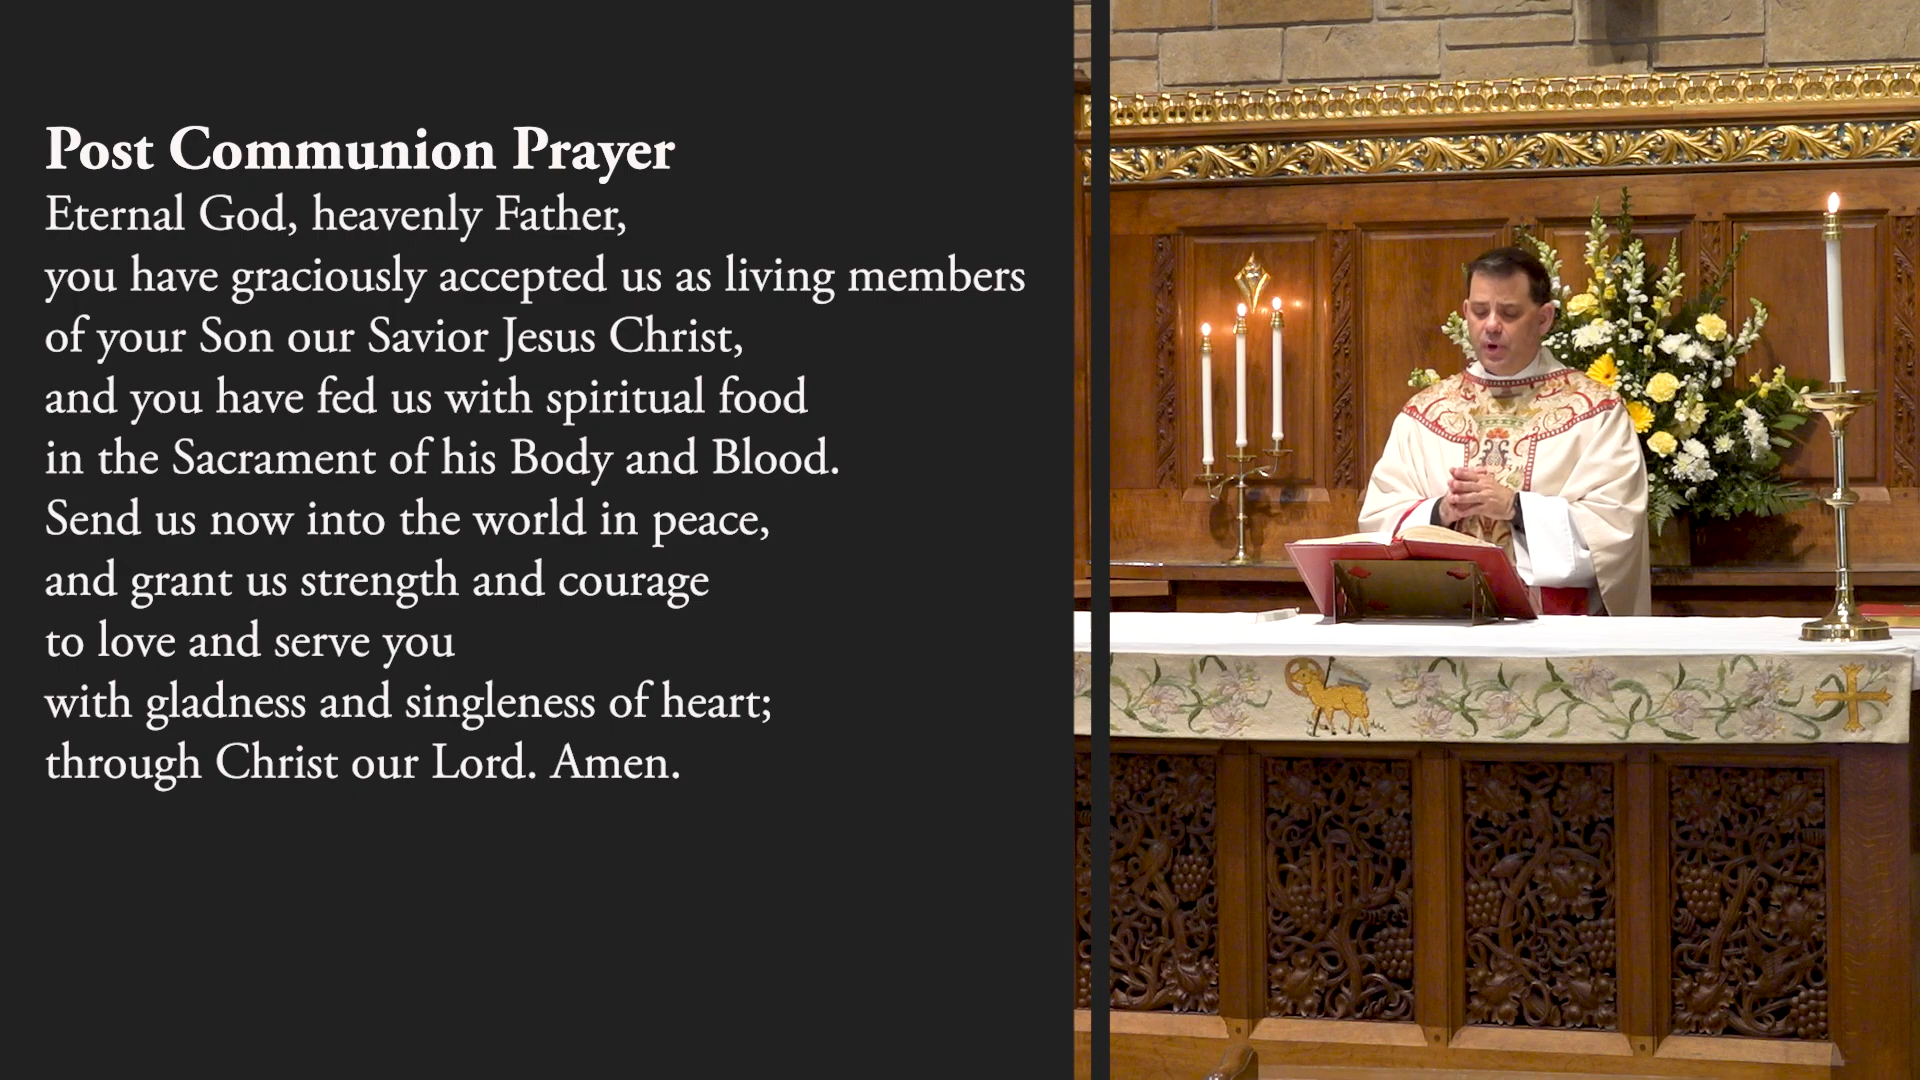 Post Communion Prayer
Eternal God, heavenly Father,
you have graciously accepted us as living members
of your Son our Savior Jesus Christ,
and you have fed us with spiritual food
in the Sacrament of his Body and Blood.
Send us now into the world in peace,
and grant us strength and courage
to love and serve you
with gladness and singleness of heart;
through Christ our Lord. Amen.